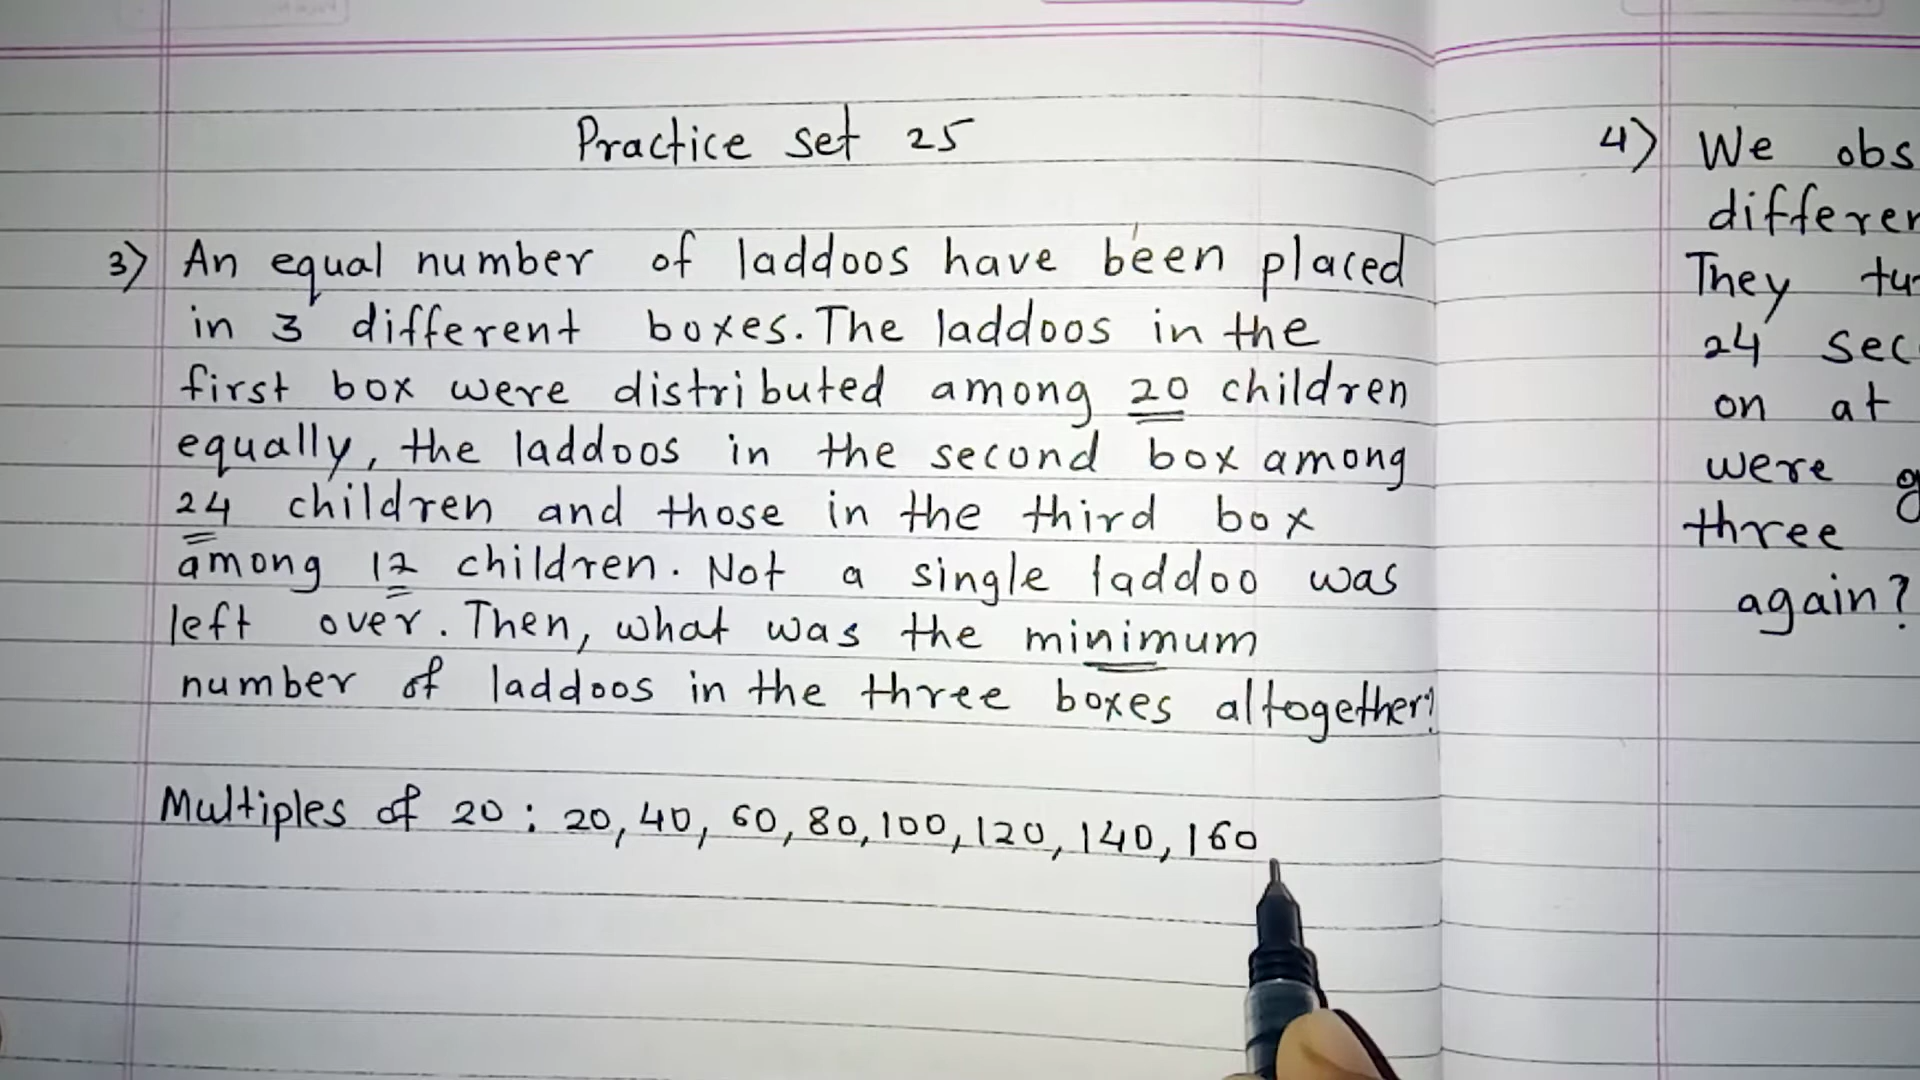 Practice set 25
3) An equal number of laddoos have been placed
in 3 different boxes. The laddoos in the
first box were distributed among 20 children
equally, the laddoos in the second box among
24 children and those in the third box
among 12 children. Not a single laddoo was
left over. Then, what was the minimum
number of laddoos in the three boxes altogether?
Multiples of 20 : 20, 40, 60, 80, 100, 120, 140, 160
4) We obs
differen
They tu
24 sec
on at
were g
three
again?